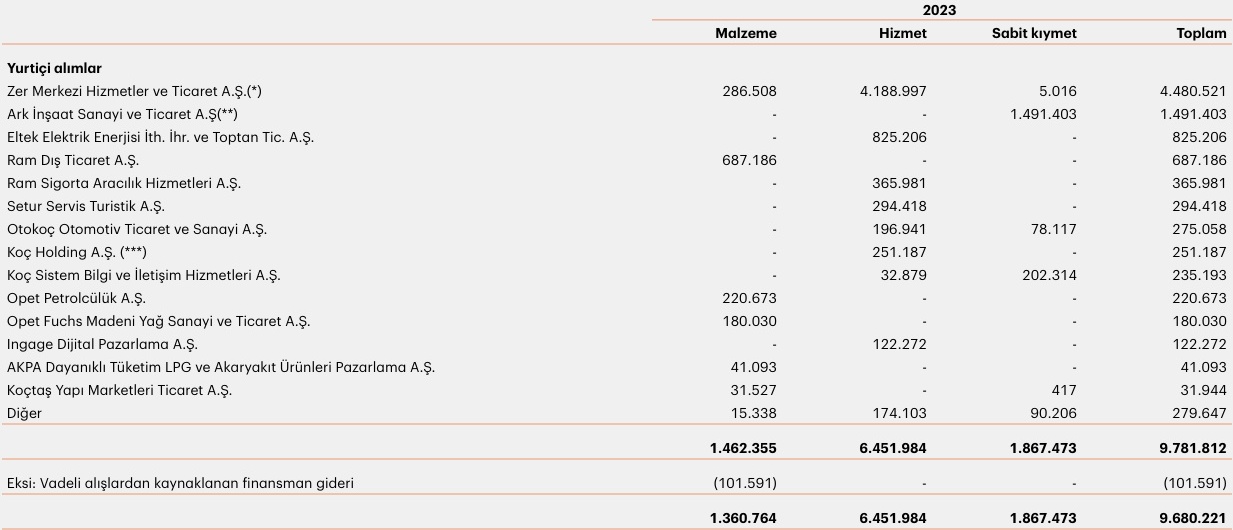 2023
Malzeme Hizmet Sabit kıymet Toplam
Yurtiçi alımlar
Zer Merkezi Hizmetler ve Ticaret A.Ş.(*) 286.508 4.188.997 5.016 4.480.521
Ark İnşaat Sanayi ve Ticaret A.Ş(**) - - 1.491.403 1.491.403
Eltek Elektrik Enerjisi İth. İhr. ve Toptan Tic. A.Ş. - 825.206 - 825.206
Ram Dış Ticaret A.Ş. 687.186 - - 687.186
Ram Sigorta Aracılık Hizmetleri A.Ş. - 365.981 - 365.981
Setur Servis Turistik A.Ş. - 294.418 - 294.418
Otokoç Otomotiv Ticaret ve Sanayi A.Ş. - 196.941 78.117 275.058
Koç Holding A.Ş. (***) - 251.187 - 251.187
Koç Sistem Bilgi ve İletişim Hizmetleri A.Ş. - 32.879 202.314 235.193
Opet Petrolcülük A.Ş. 220.673 - - 220.673
Opet Fuchs Madeni Yağ Sanayi ve Ticaret A.Ş. 180.030 - - 180.030
Ingage Dijital Pazarlama A.Ş. - 122.272 - 122.272
AKPA Dayanıklı Tüketim LPG ve Akaryakıt Ürünleri Pazarlama A.Ş. 41.093 - - 41.093
Koçtaş Yapı Marketleri Ticaret A.Ş. 31.527 - 417 31.944
Diğer 15.338 174.103 90.206 279.647
1.462.355 6.451.984 1.867.473 9.781.812
Eksi: Vadeli alışlardan kaynaklanan finansman gideri (101.591) - - (101.591)
1.360.764 6.451.984 1.867.473 9.680.221